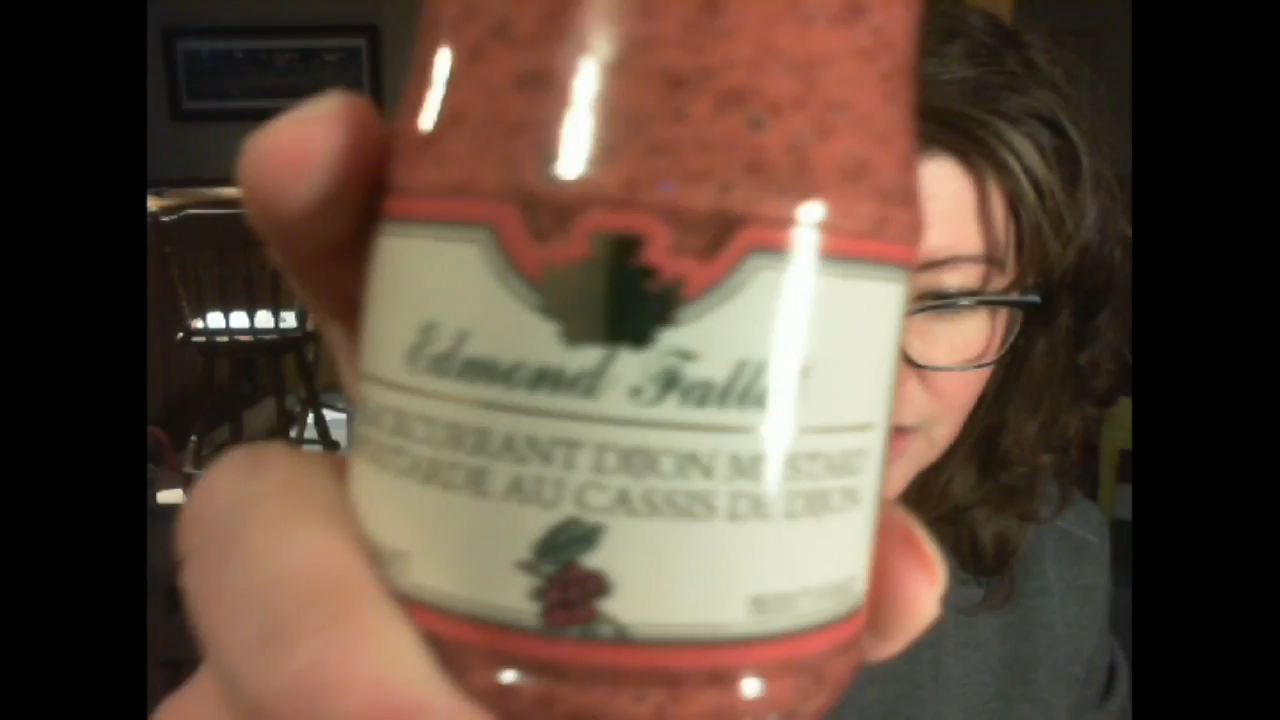 Edmond Fallot
BLACKCURRANT DIJON MUSTARD
MOUTARDE AU CASSIS DE DIJON